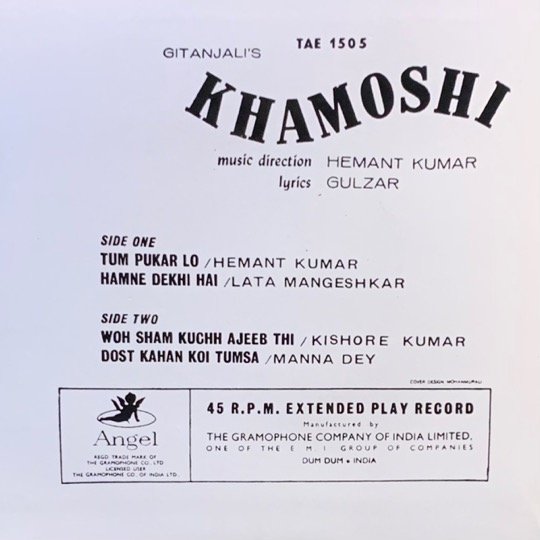 TAE 1505
GITANJALI'S
KHAMOSHI
music direction HEMANT KUMAR
lyrics GULZAR
SIDE ONE
TUM PUKAR LO / HEMANT KUMAR
HAMNE DEKHI HAI / LATA MANGESHKAR
SIDE TWO
WOH SHAM KUCHH AJEEB THI / KISHORE KUMAR
DOST KAHAN KOI TUMSA / MANNA DEY
COVER DESIGN: MOHANMURALI
Angel
REGD. TRADE MARK OF
THE GRAMOPHONE CO. LTD
LICENSED USER
THE GRAMOPHONE CO. OF INDIA LTD.
45 R.P.M. EXTENDED PLAY RECORD
Manufactured by
THE GRAMOPHONE COMPANY OF INDIA LIMITED.
ONE OF THE E.M.I. GROUP OF COMPANIES
DUM DUM • INDIA